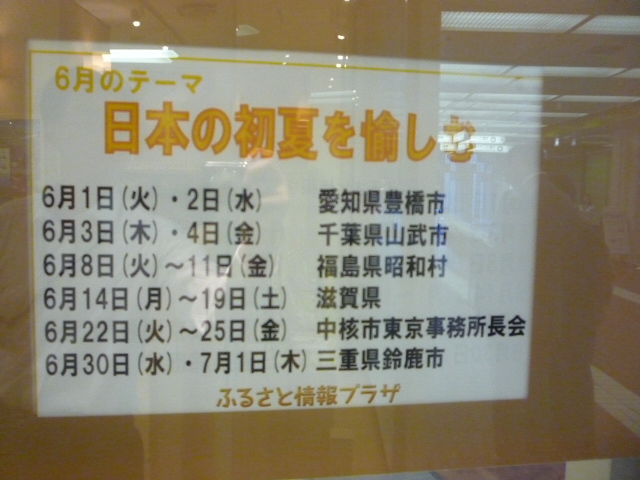 6月のテーマ
日本の初夏を愉しむ
6月1日(火)・2日(水) 愛知県豊橋市
6月3日(木)・4日(金) 千葉県山武市
6月8日(火)~11日(金) 福島県昭和村
6月14日(月)~19日(土) 滋賀県
6月22日(火)~25日(金) 中核市東京事務所長会
6月30日(水)・7月1日(木) 三重県鈴鹿市
ふるさと情報プラザ